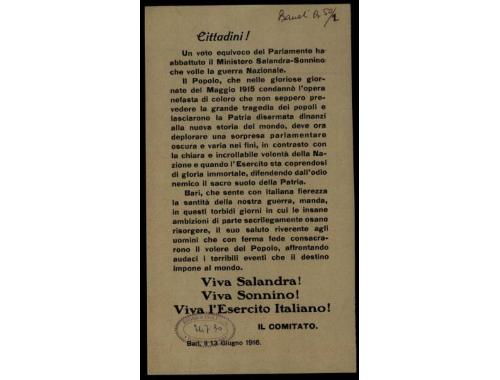 Bandi B 50/2
Cittadini!
Un voto equivoco del Parlamento ha
abbattuto il Ministero Salandra-Sonnino
che volle la guerra Nazionale.
Il Popolo, che nelle gloriose gior-
nate del Maggio 1915 condannò l'opera
nefasta di coloro che non seppero preve-
dere la grande tragedia dei popoli e
lasciarono la Patria disarmata dinanzi
alla nuova storia del mondo, deve ora
deplorare una sorpresa parlamentare
oscura e varia nei fini, in contrasto con
la chiara e incrollabile volontà della Na-
zione e quando l'Esercito sta coprendosi
di gloria immortale, difendendo dall'odio
nemico il sacro suolo della Patria.
Bari, che sente con italiana fierezza
la santità della nostra guerra, manda,
in questi torbidi giorni in cui le insane
ambizioni di parte sacrilegamente osano
risorgere, il suo saluto riverente agli
uomini che con ferma fede consacra-
rono il volere del Popolo, affrontando
audaci i terribili eventi che il destino
impone al mondo.
Viva Salandra!
Viva Sonnino!
Viva l'Esercito Italiano!
IL COMITATO.
Bari, il 13 Giugno 1916.